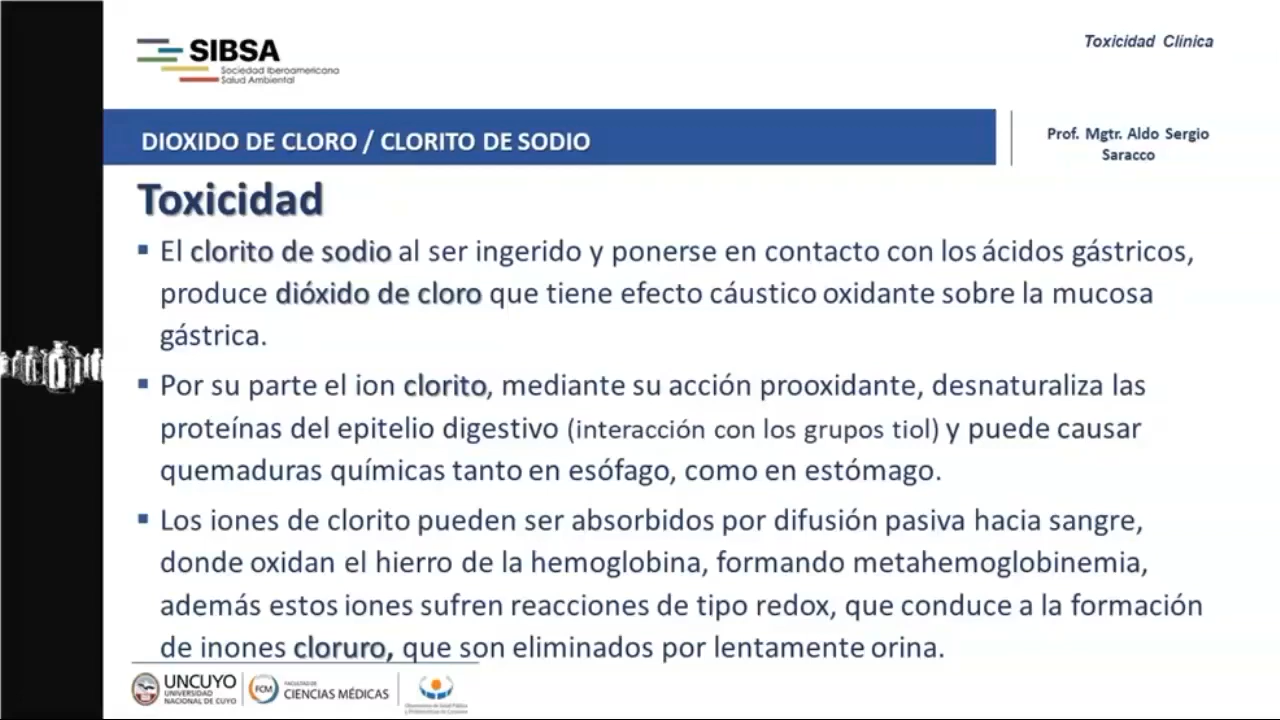 SIBSA
Sociedad Iberoamericana
Salud Ambiental
Toxicidad Clínica
DIOXIDO DE CLORO / CLORITO DE SODIO
Prof. Mgtr. Aldo Sergio
Saracco
Toxicidad
▪ El clorito de sodio al ser ingerido y ponerse en contacto con los ácidos gástricos,
produce dióxido de cloro que tiene efecto cáustico oxidante sobre la mucosa
gástrica.
▪ Por su parte el ion clorito, mediante su acción prooxidante, desnaturaliza las
proteínas del epitelio digestivo (interacción con los grupos tiol) y puede causar
quemaduras químicas tanto en esófago, como en estómago.
▪ Los iones de clorito pueden ser absorbidos por difusión pasiva hacia sangre,
donde oxidan el hierro de la hemoglobina, formando metahemoglobinemia,
además estos iones sufren reacciones de tipo redox, que conduce a la formación
de inones cloruro, que son eliminados por lentamente orina.
UNCUYO
UNIVERSIDAD
NACIONAL DE CUYO
FCM
FACULTAD DE
CIENCIAS MÉDICAS